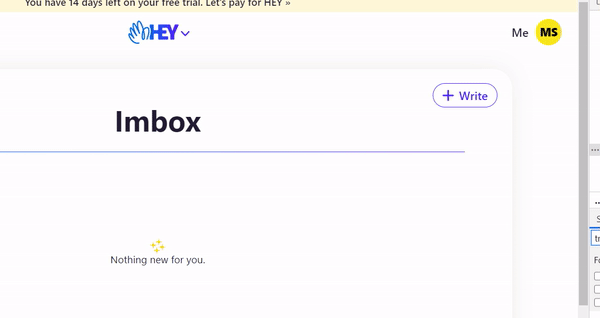 You have 14 days left on your free trial. Let's pay for HEY »
HEY
Me MS
+ Write
Imbox
Nothing new for you.